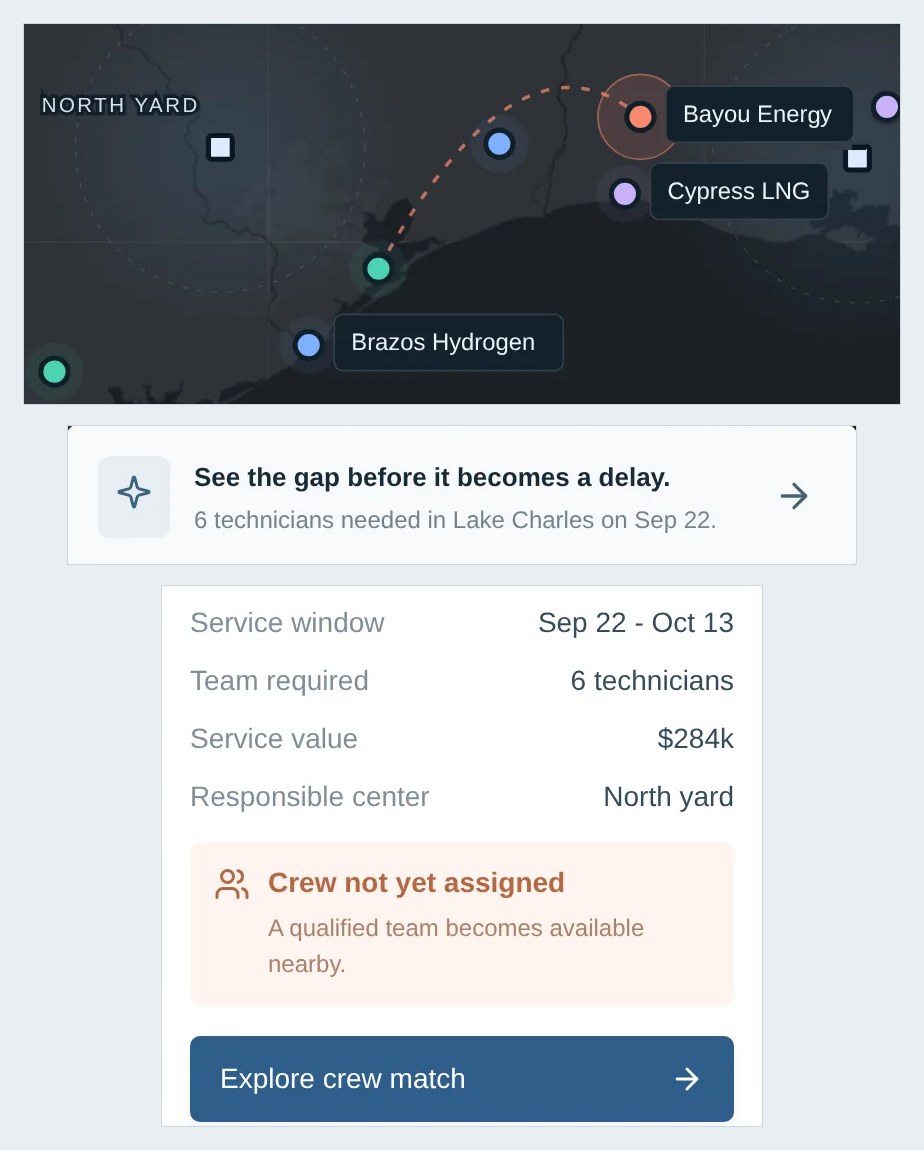 NORTH YARD
Bayou Energy
Cypress LNG
Brazos Hydrogen
See the gap before it becomes a delay.
6 technicians needed in Lake Charles on Sep 22.
Service window Sep 22 - Oct 13
Team required 6 technicians
Service value $284k
Responsible center North yard
Crew not yet assigned
A qualified team becomes available
nearby.
Explore crew match